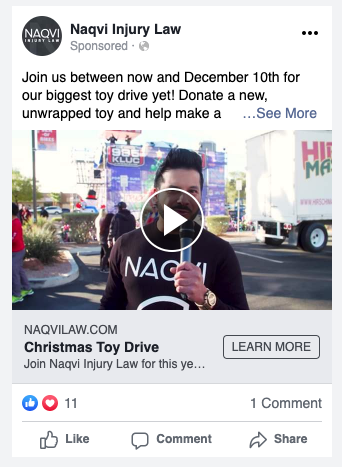 NAQVI
INJURY LAW
Naqvi Injury Law
Sponsored ·
Join us between now and December 10th for
our biggest toy drive yet! Donate a new,
unwrapped toy and help make a ...See More
98.5
KLUC
NAQVI
NAQVILAW.COM
Christmas Toy Drive
Join Naqvi Injury Law for this ye...
LEARN MORE
11
1 Comment
Like
Comment
Share